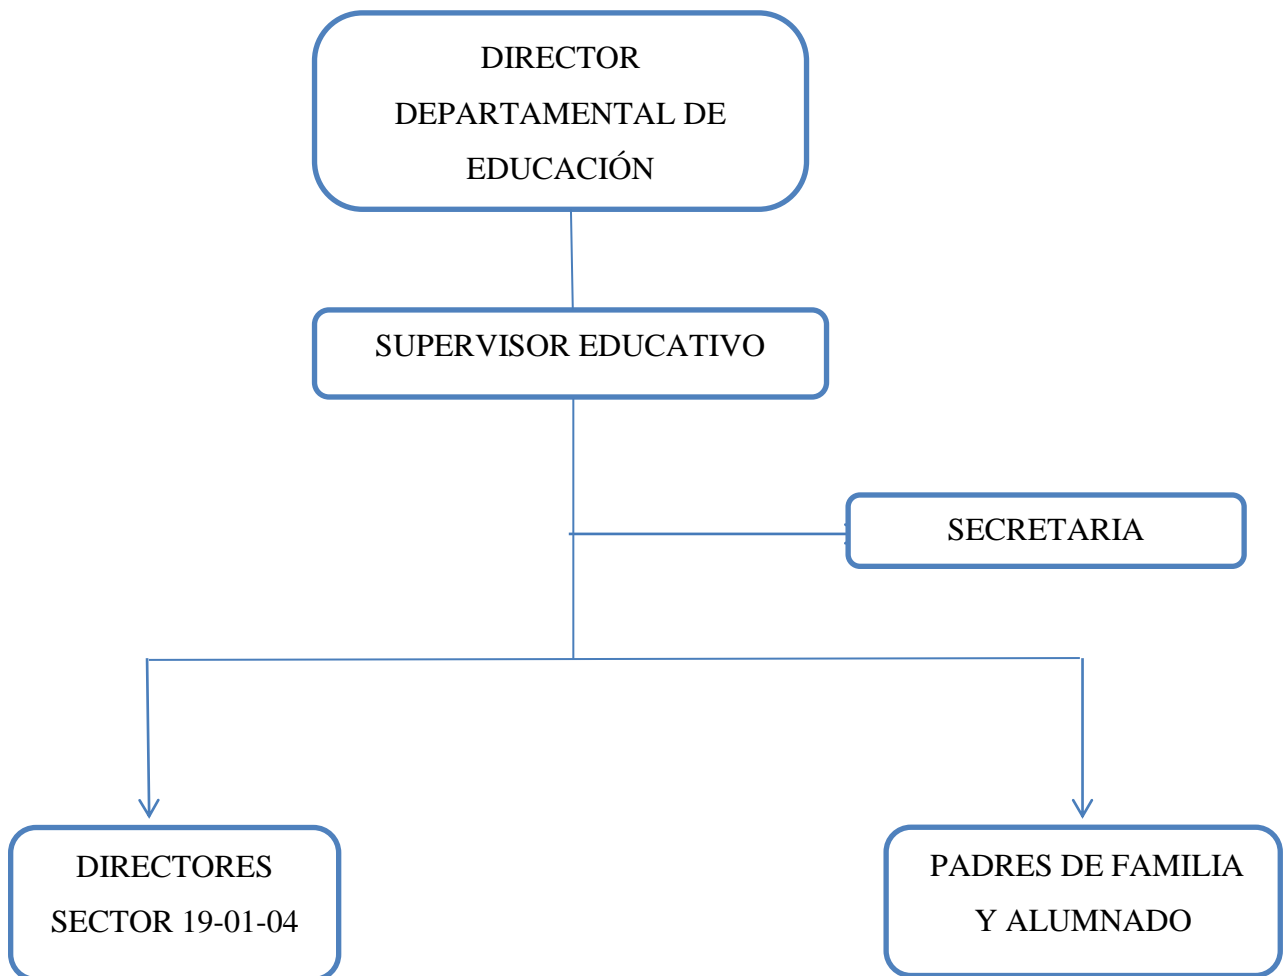 DIRECTOR
DEPARTAMENTAL DE
EDUCACIÓN
SUPERVISOR EDUCATIVO
SECRETARIA
DIRECTORES
SECTOR 19-01-04
PADRES DE FAMILIA
Y ALUMNADO